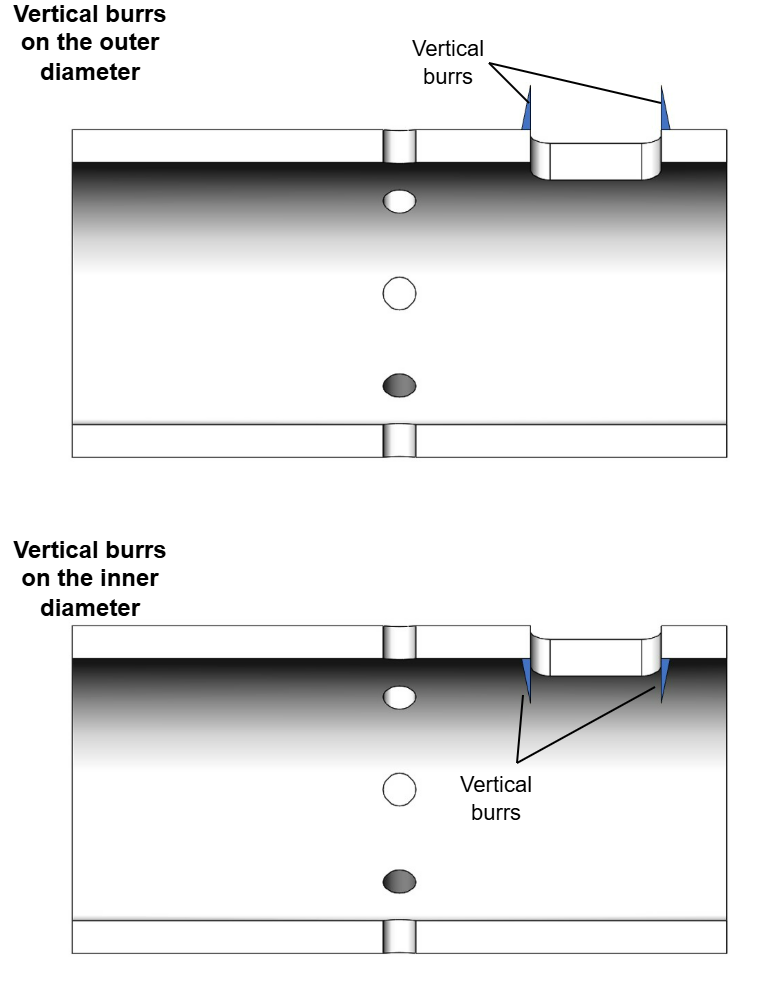 Vertical burrs
on the outer
diameter
Vertical
burrs
Vertical burrs
on the inner
diameter
Vertical
burrs